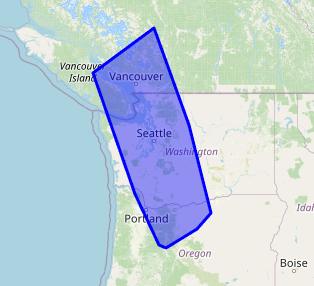 Vancouver
Island
Vancouver
Seattle
Washington
Portland
Oregon
Idah
Boise